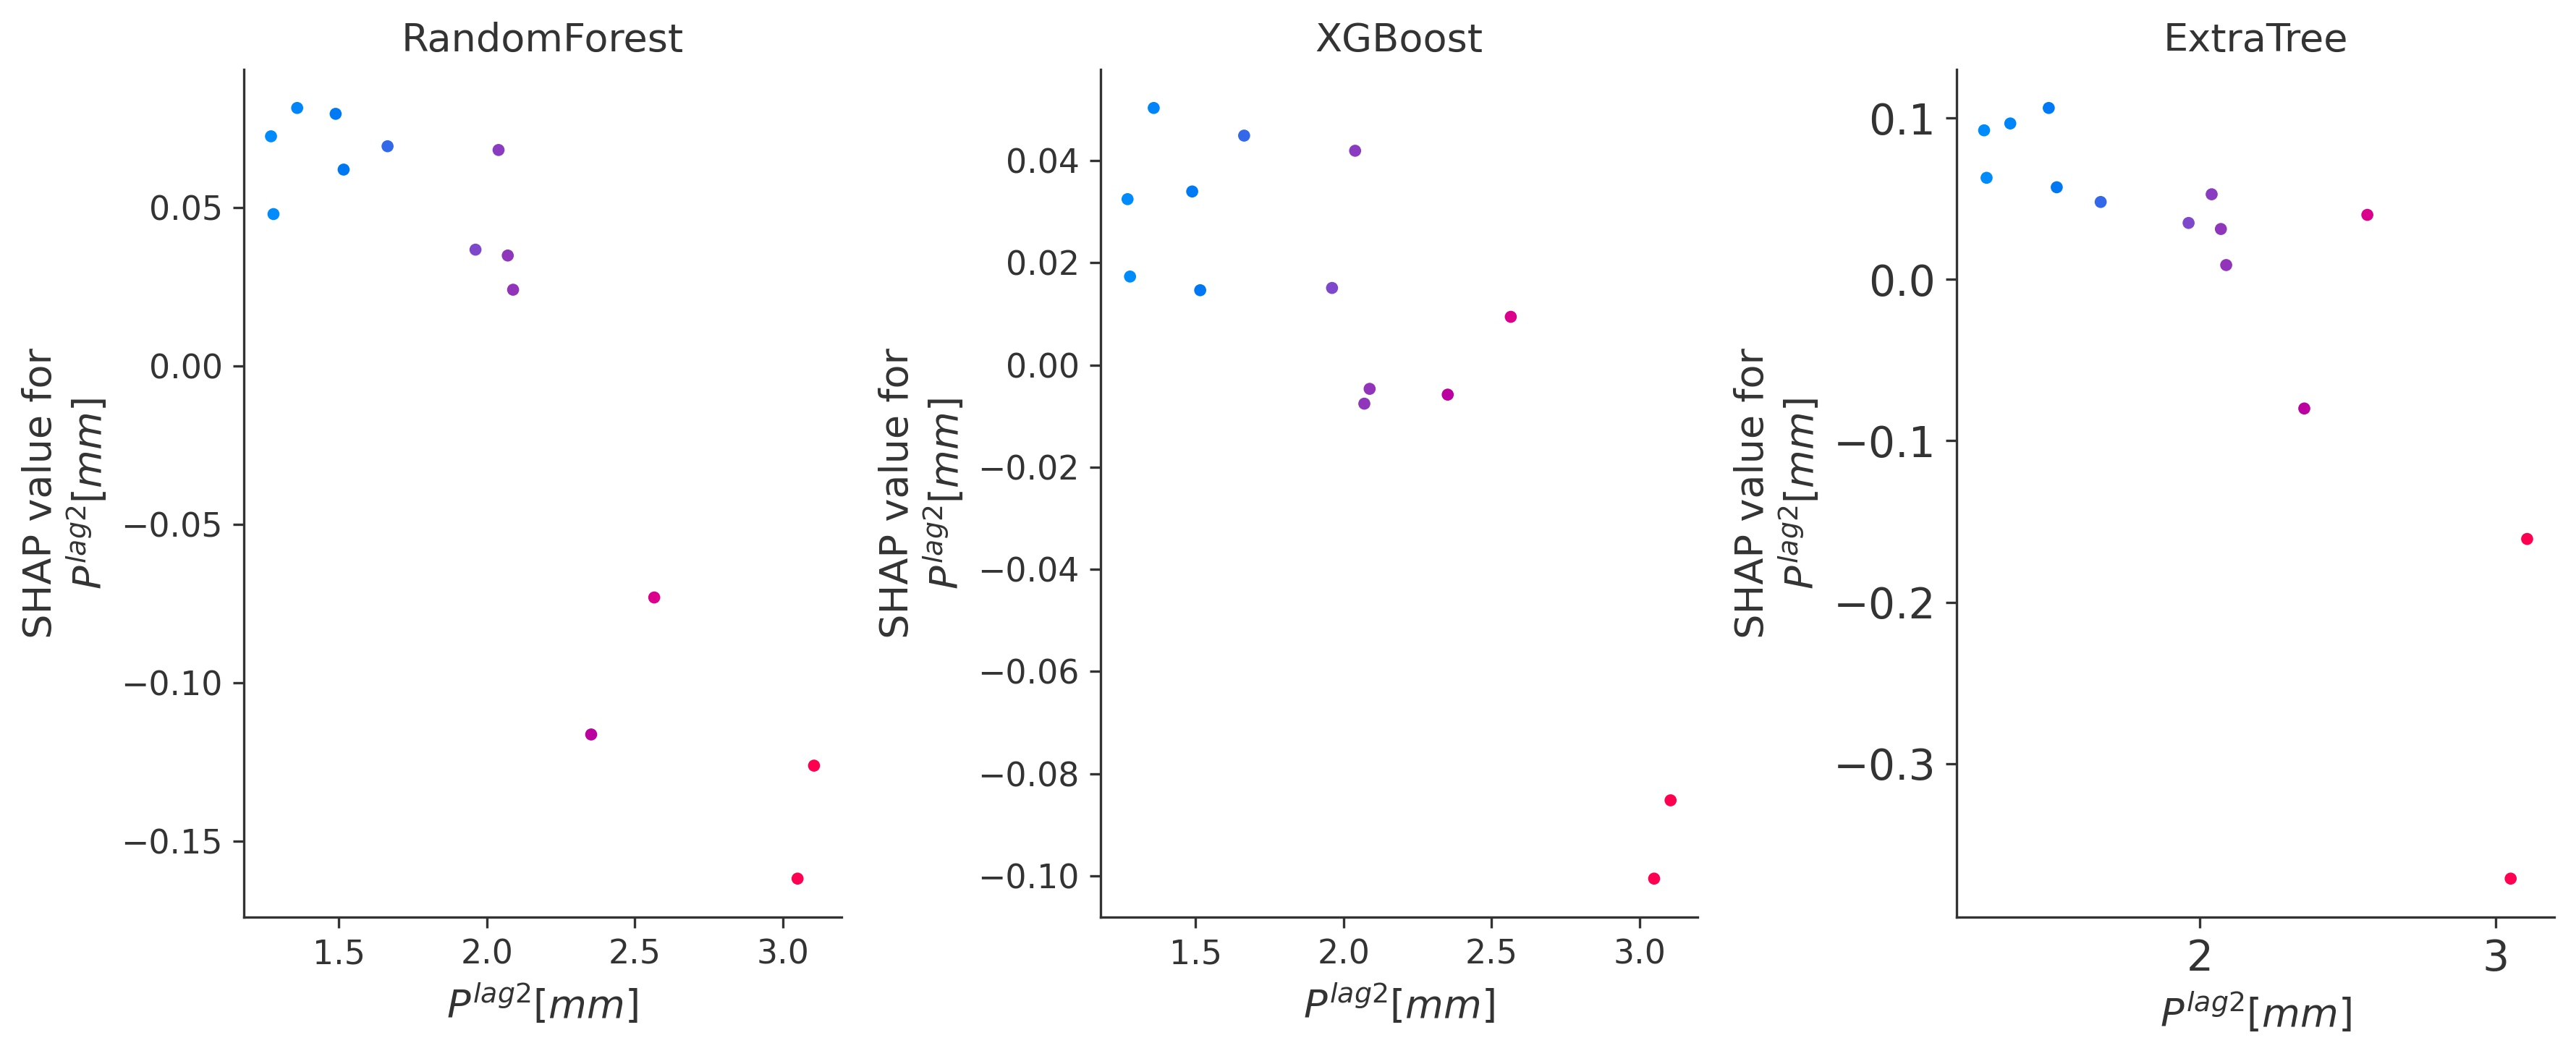 RandomForest
SHAP value for
P^lag2[mm]
0.05
0.00
−0.05
−0.10
−0.15
1.5 2.0 2.5 3.0
P^lag2[mm]
XGBoost
SHAP value for
P^lag2[mm]
0.04
0.02
0.00
−0.02
−0.04
−0.06
−0.08
−0.10
1.5 2.0 2.5 3.0
P^lag2[mm]
ExtraTree
SHAP value for
P^lag2[mm]
0.1
0.0
−0.1
−0.2
−0.3
2 3
P^lag2[mm]